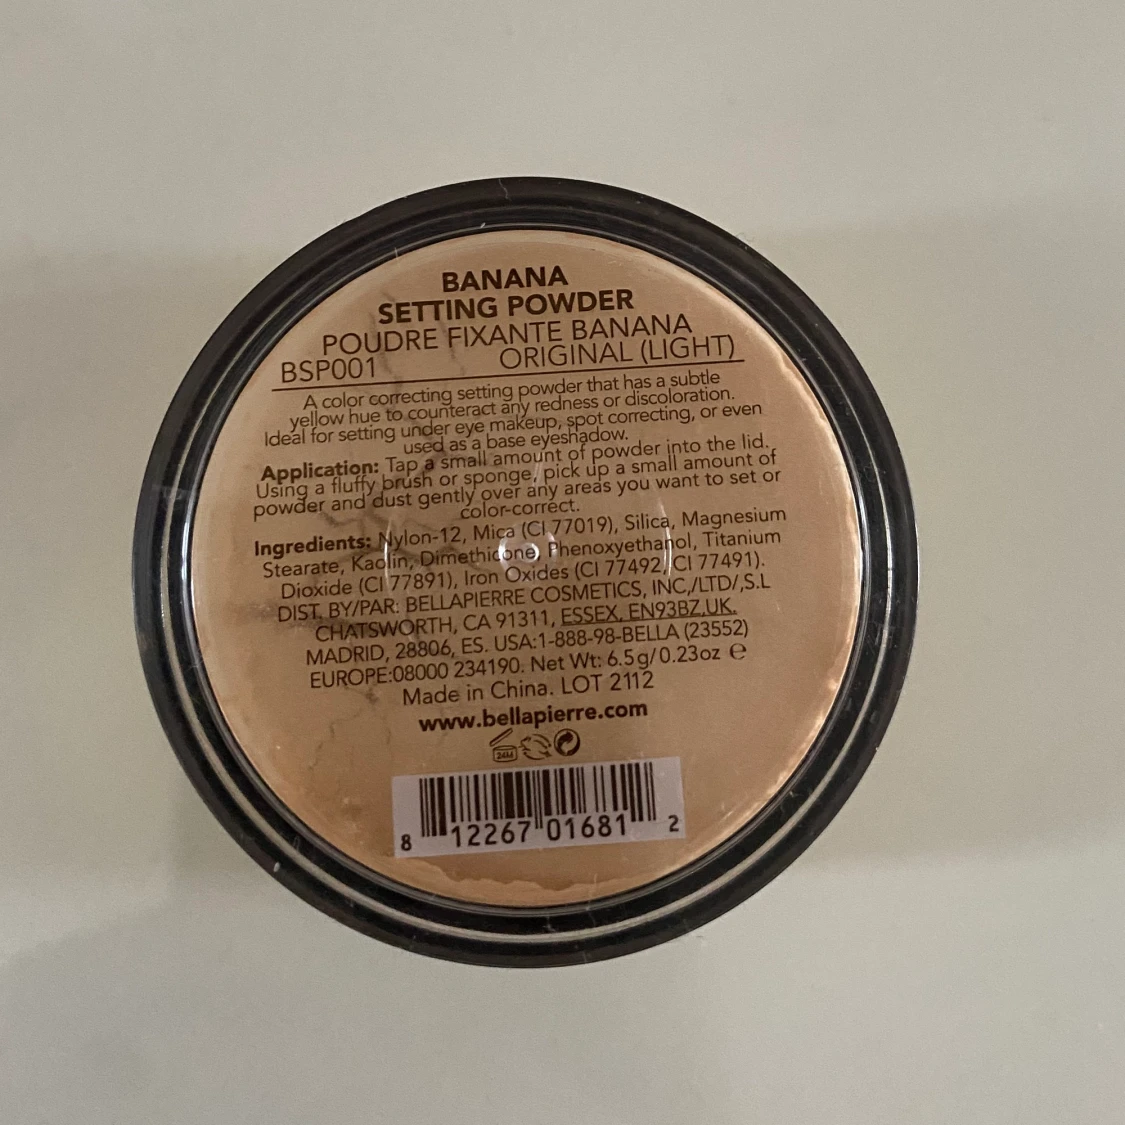 BANANA
SETTING POWDER
POUDRE FIXANTE BANANA
BSP001 ORIGINAL (LIGHT)
A color correcting setting powder that has a subtle
yellow hue to counteract any redness or discoloration.
Ideal for setting under eye makeup, spot correcting, or even
used as a base eyeshadow.
Application: Tap a small amount of powder into the lid.
Using a fluffy brush or sponge, pick up a small amount of
powder and dust gently over any areas you want to set or
color-correct.
Ingredients: Nylon-12, Mica (CI 77019), Silica, Magnesium
Stearate, Kaolin, Dimethicone, Phenoxyethanol, Titanium
Dioxide (CI 77891), Iron Oxides (CI 77492, CI 77491).
DIST. BY/PAR: BELLAPIERRE COSMETICS, INC,/LTD/,S.L
CHATSWORTH, CA 91311, ESSEX, EN93BZ,UK.
MADRID, 28806, ES. USA:1-888-98-BELLA (23552)
EUROPE:08000 234190. Net Wt: 6.5g/0.23oz e
Made in China. LOT 2112
www.bellapierre.com
24M
8 12267 01681 2